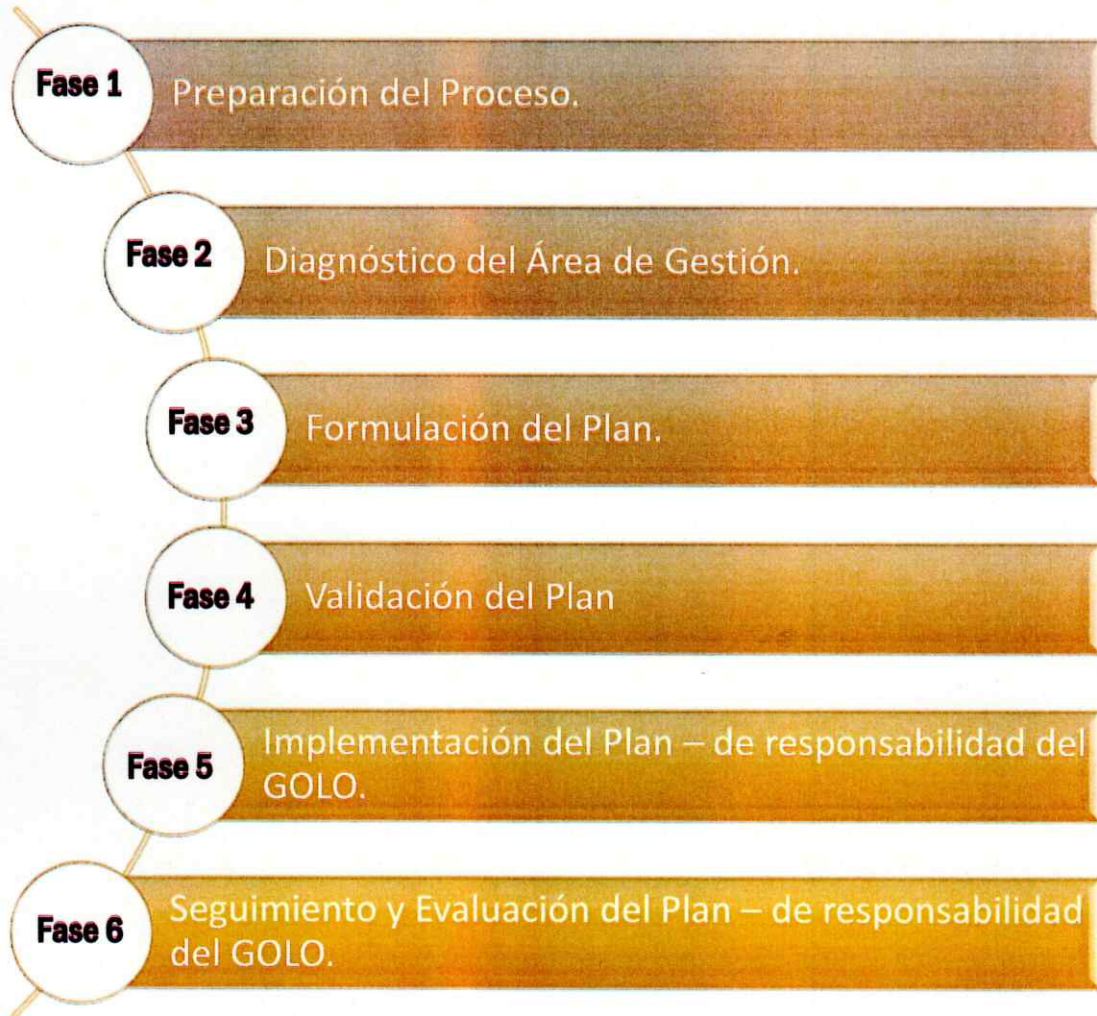 Fase 1
Preparación del Proceso.
Fase 2
Diagnóstico del Área de Gestión.
Fase 3
Formulación del Plan.
Fase 4
Validación del Plan
Fase 5
Implementación del Plan – de responsabilidad del
GOLO.
Fase 6
Seguimiento y Evaluación del Plan – de responsabilidad
del GOLO.